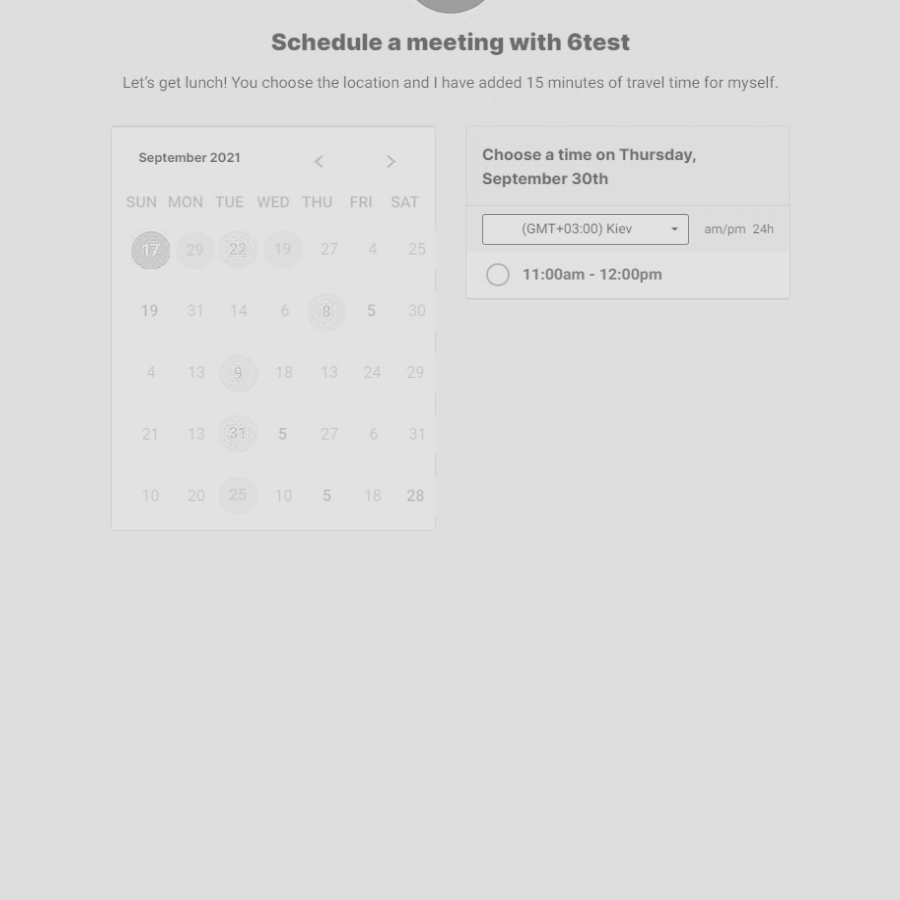 Schedule a meeting with 6test
Let's get lunch! You choose the location and I have added 15 minutes of travel time for myself.
September 2021
SUN MON TUE WED THU FRI SAT
17 29 22 19 27 4 25
19 31 14 6 8 5 30
4 13 9 18 13 24 29
21 13 31 5 27 6 31
10 20 25 10 5 18 28
Choose a time on Thursday,
September 30th
(GMT+03:00) Kiev am/pm 24h
11:00am - 12:00pm